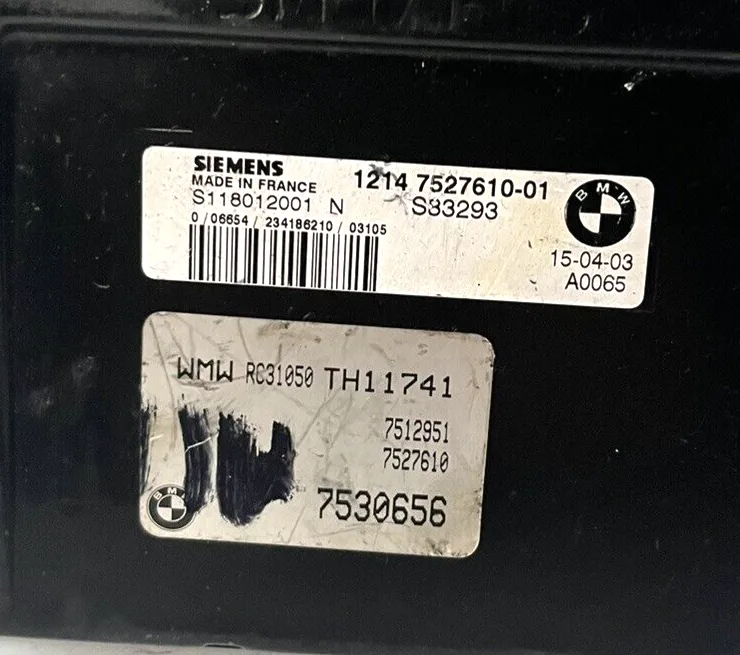 SIEMENS
MADE IN FRANCE
1214 7527610-01
S118012001 N S83293
0 / 06654 / 234186210 / 03105
BMW
15-04-03
A0065
WMW RC31050 TH11741
7512951
7527610
BMW
7530656